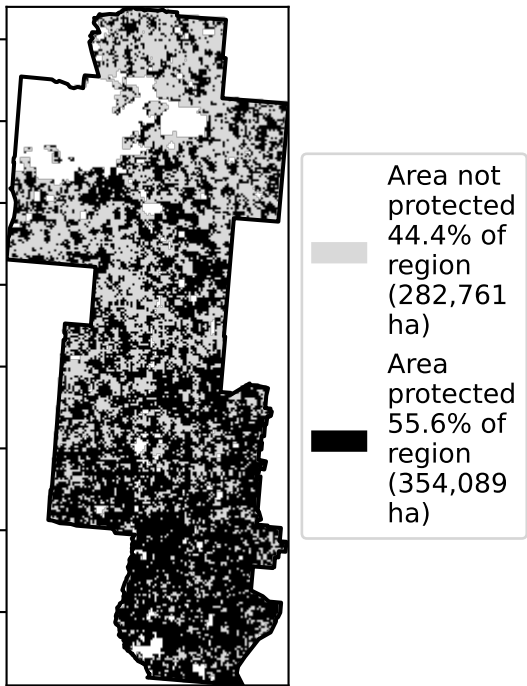 Area not
protected
44.4% of
region
(282,761
ha)
Area
protected
55.6% of
region
(354,089
ha)